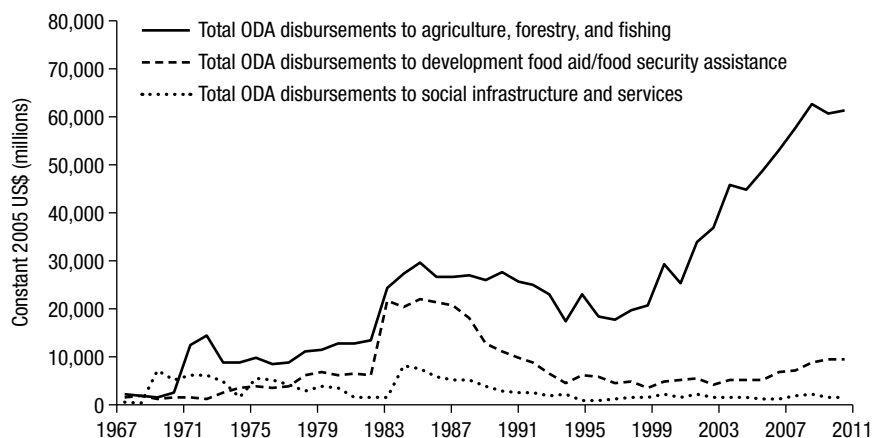 80,000
70,000
60,000
50,000
40,000
30,000
20,000
10,000
0
Constant 2005 US$ (millions)
Total ODA disbursements to agriculture, forestry, and fishing
Total ODA disbursements to development food aid/food security assistance
Total ODA disbursements to social infrastructure and services
1967 1971 1975 1979 1983 1987 1991 1995 1999 2003 2007 2011